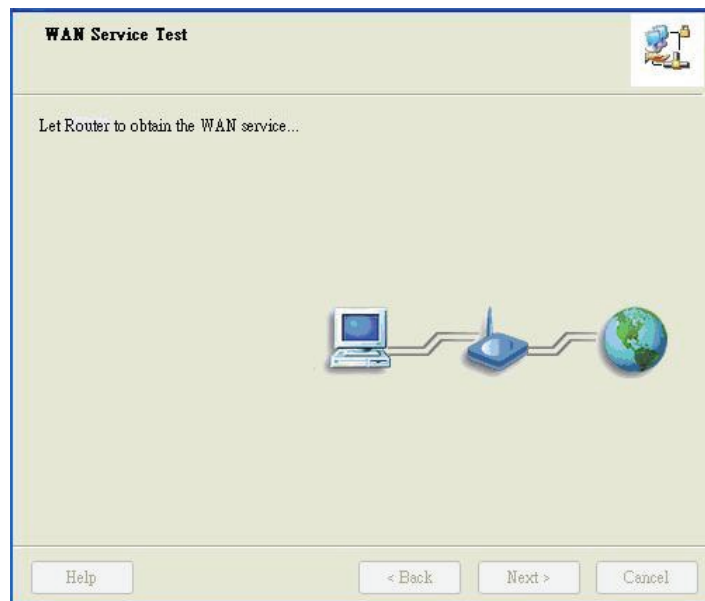 WAN Service Test
Let Router to obtain the WAN service...
Help
< Back
Next >
Cancel